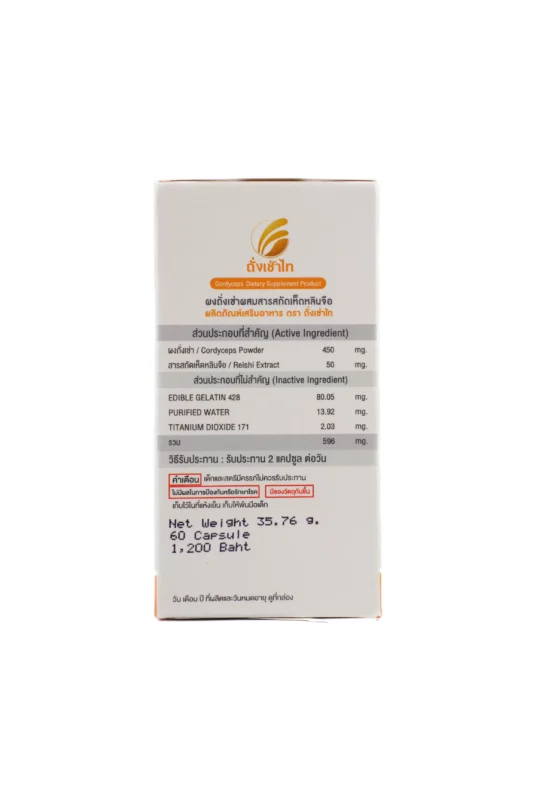 ถั่งเช้าไท
Cordyceps Dietary Supplement Product
ผงถั่งเช่าผสมสารสกัดเห็ดหลินจือ
ผลิตภัณฑ์เสริมอาหาร ตรา ถั่งเช้าไท
ส่วนประกอบที่สำคัญ (Active Ingredient)
ผงถั่งเช่า / Cordyceps Powder 450 mg.
สารสกัดเห็ดหลินจือ / Reishi Extract 50 mg.
ส่วนประกอบที่ไม่สำคัญ (Inactive Ingredient)
EDIBLE GELATIN 428 80.05 mg.
PURIFIED WATER 13.92 mg.
TITANIUM DIOXIDE 171 2.03 mg.
รวม 596 mg.
วิธีรับประทาน : รับประทาน 2 แคปซูล ต่อวัน
คำเตือน เด็กและสตรีมีครรภ์ไม่ควรรับประทาน
ไม่มีผลในการป้องกันหรือรักษาโรค มีซองวัตถุกันชื้น
เก็บไว้ในที่แห้งเย็น เก็บให้พ้นมือเด็ก
Net Weight 35.76 g.
60 Capsule
1,200 Baht
วัน เดือน ปี ที่ผลิตและวันหมดอายุ ดูที่กล่อง